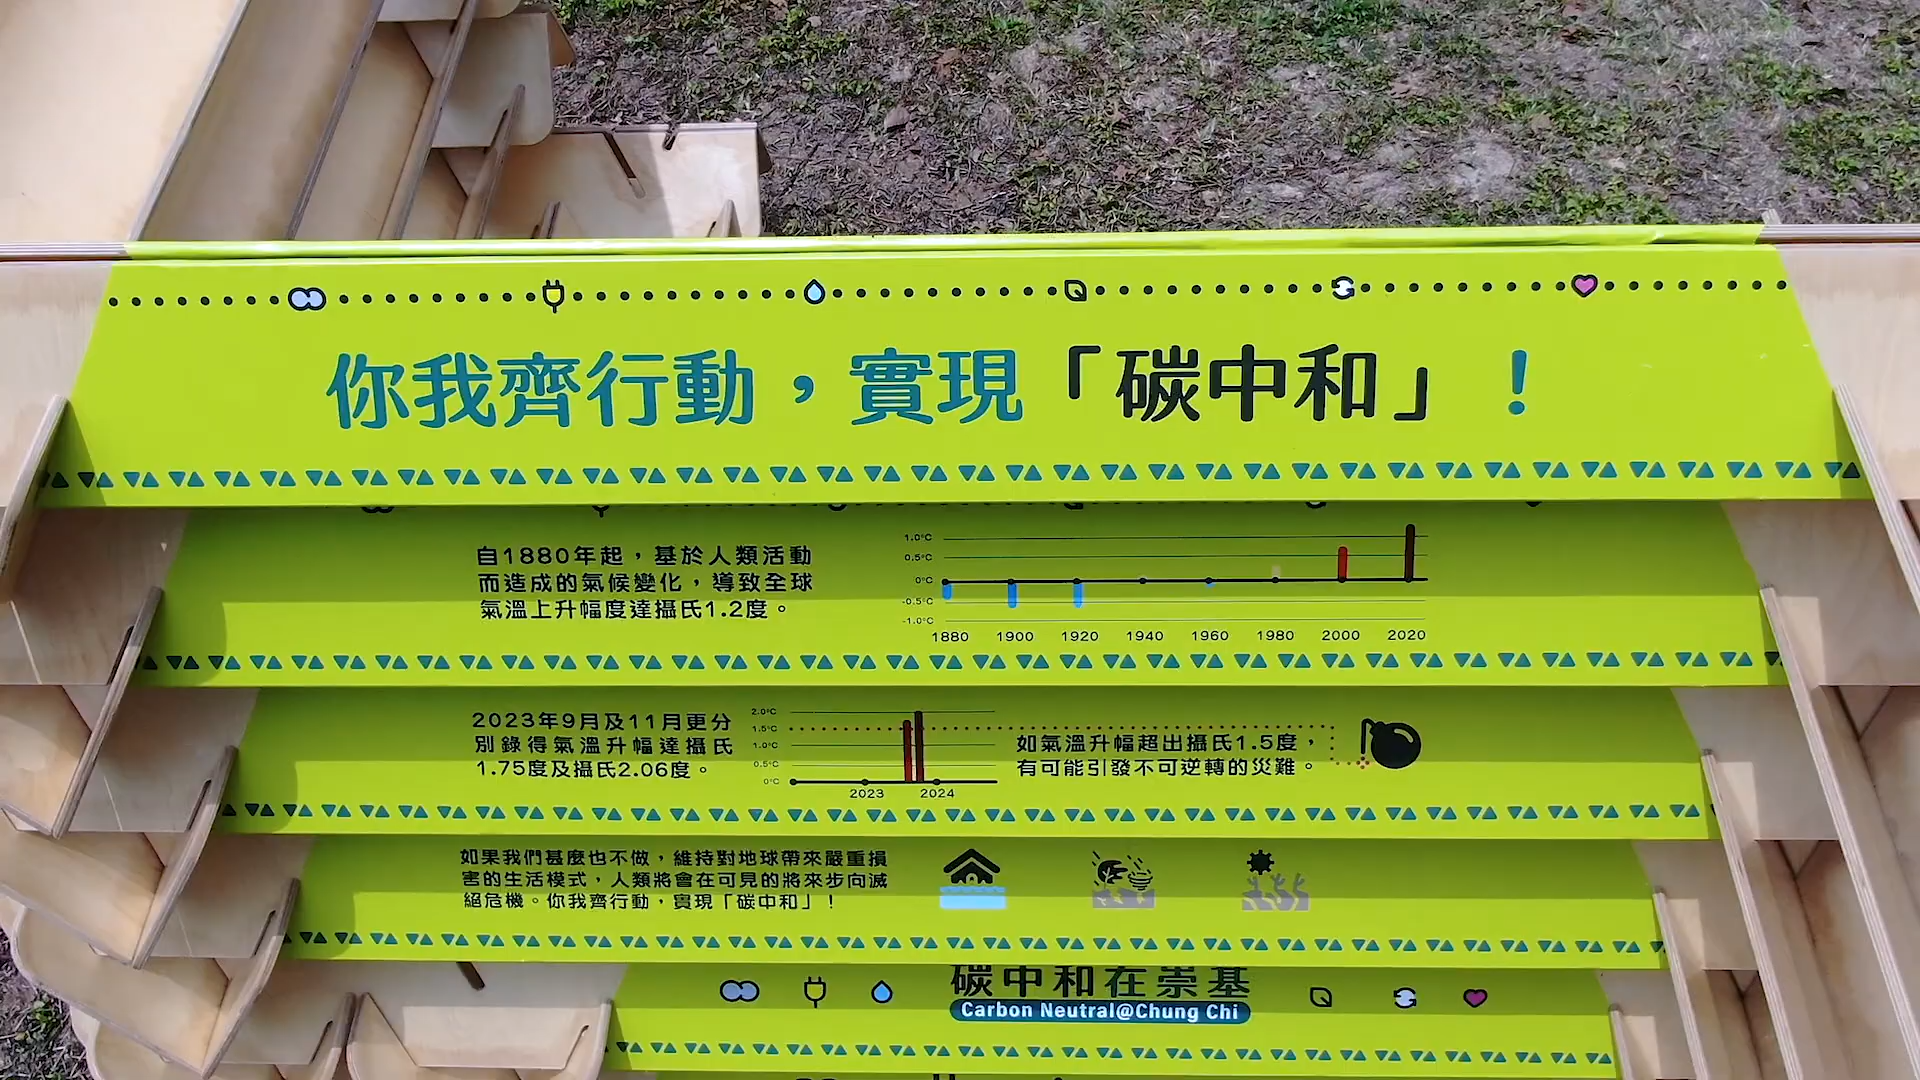 你我齊行動，實現「碳中和」！
自1880年起，基於人類活動
而造成的氣候變化，導致全球
氣溫上升幅度達攝氏1.2度。
1.0°C
0.5°C
0°C
-0.5°C
-1.0°C
1880 1900 1920 1940 1960 1980 2000 2020
2023年9月及11月更分
別錄得氣溫升幅達攝氏
1.75度及攝氏2.06度。
2.0°C
1.5°C
1.0°C
0.5°C
0°C
2023 2024
如氣溫升幅超出攝氏1.5度，
有可能引發不可逆轉的災難。
如果我們甚麼也不做，維持對地球帶來嚴重損
害的生活模式，人類將會在可見的將來步向滅
絕危機。你我齊行動，實現「碳中和」！
碳中和在崇基
Carbon Neutral@Chung Chi